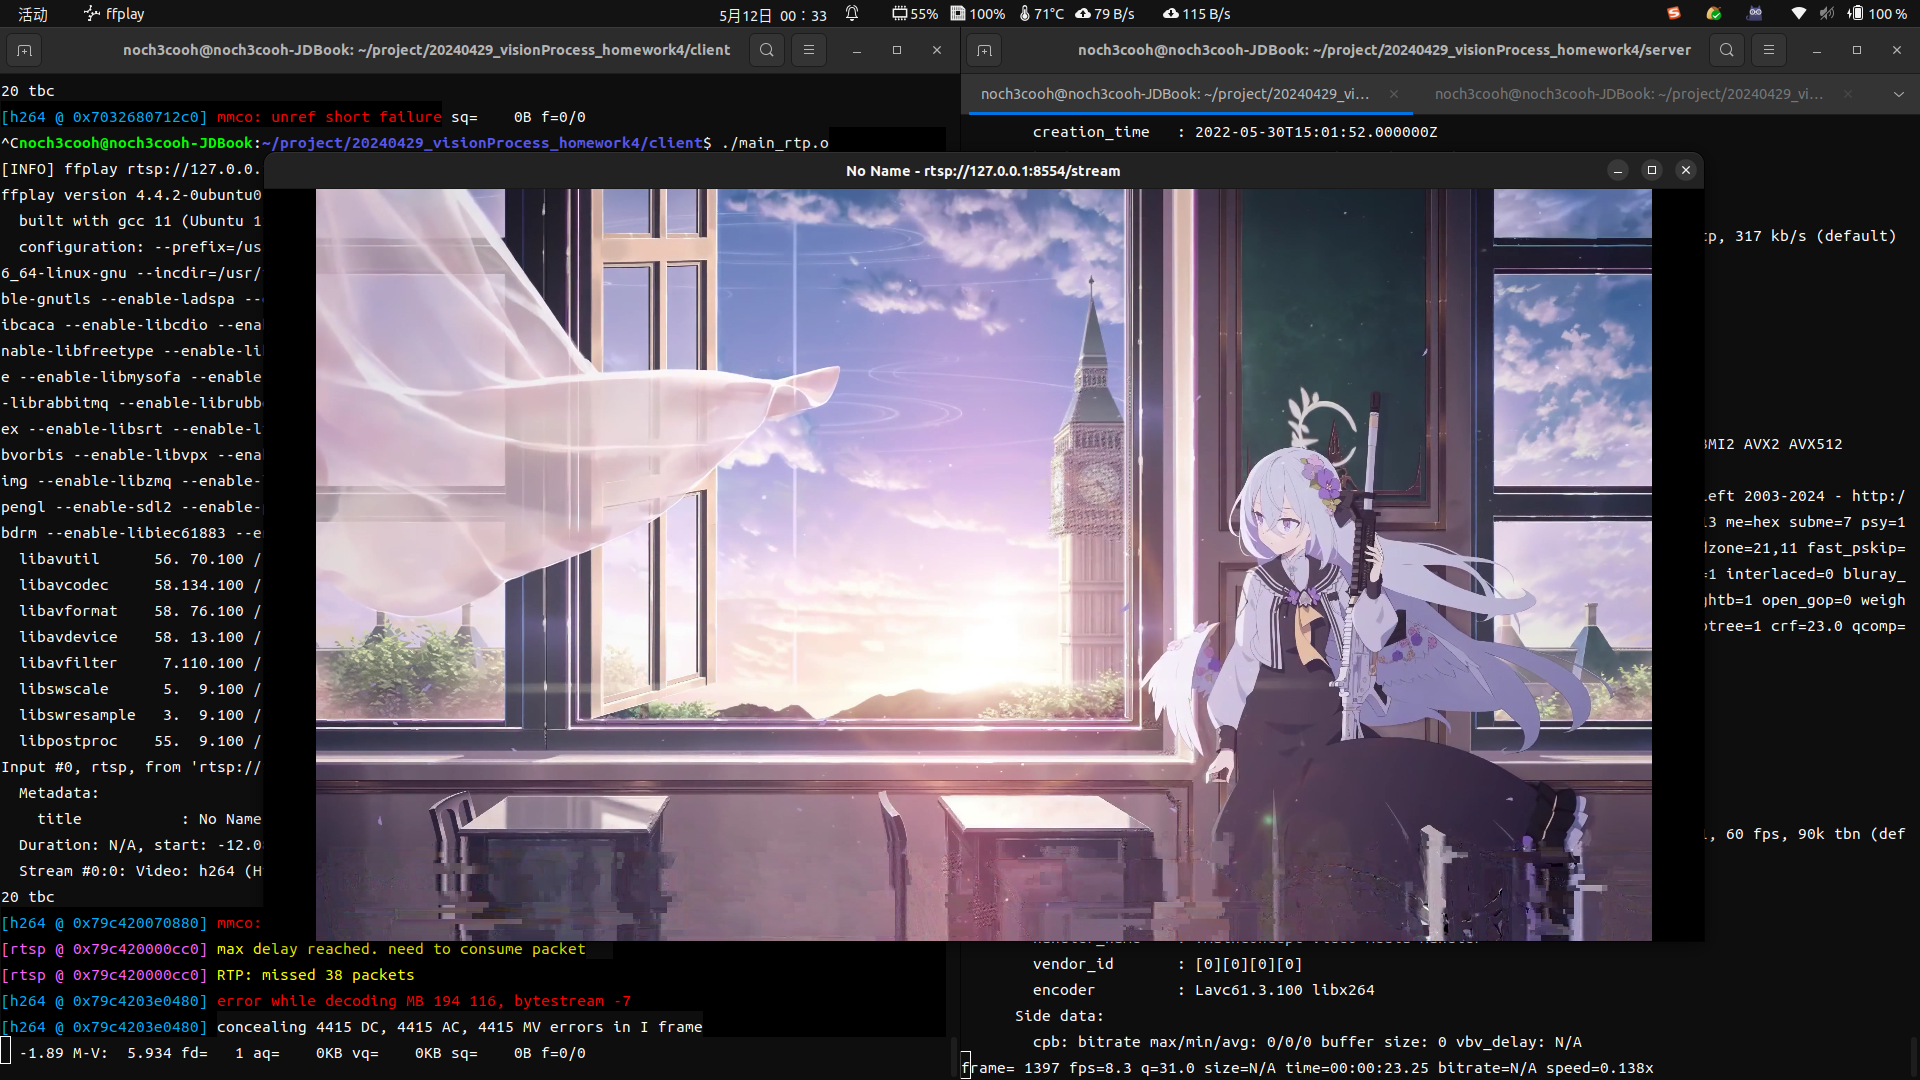 活动 ffplay 5月12日 00：33 55% 100% 71°C 79 B/s 115 B/s 100 %
noch3cooh@noch3cooh-JDBook: ~/project/20240429_visionProcess_homework4/client
noch3cooh@noch3cooh-JDBook: ~/project/20240429_visionProcess_homework4/server
20 tbc
[h264 @ 0x7032680712c0] mmco: unref short failure sq=    0B f=0/0
^Cnoch3cooh@noch3cooh-JDBook:~/project/20240429_visionProcess_homework4/client$ ./main_rtp.o
[INFO] ffplay rtsp://127.0.0.
ffplay version 4.4.2-0ubuntu0
built with gcc 11 (Ubuntu 1
configuration: --prefix=/us
6_64-linux-gnu --incdir=/usr/
ble-gnutls --enable-ladspa --
ibcaca --enable-libcdio --ena
nable-libfreetype --enable-li
e --enable-libmysofa --enable
-librabbitmq --enable-librubb
ex --enable-libsrt --enable-l
bvorbis --enable-libvpx --ena
img --enable-libzmq --enable-
pengl --enable-sdl2 --enable-
bdrm --enable-libiec61883 --e
libavutil      56. 70.100 /
libavcodec     58.134.100 /
libavformat    58. 76.100 /
libavdevice    58. 13.100 /
libavfilter     7.110.100 /
libswscale      5.  9.100 /
libswresample   3.  9.100 /
libpostproc    55.  9.100 /
Input #0, rtsp, from 'rtsp://
Metadata:
title           : No Name
Duration: N/A, start: -12.0
Stream #0:0: Video: h264 (H
20 tbc
[h264 @ 0x79c420070880] mmco:
[rtsp @ 0x79c420000cc0] max delay reached. need to consume packet
[rtsp @ 0x79c420000cc0] RTP: missed 38 packets
[h264 @ 0x79c4203e0480] error while decoding MB 194 116, bytestream -7
[h264 @ 0x79c4203e0480] concealing 4415 DC, 4415 AC, 4415 MV errors in I frame
-1.89 M-V:  5.934 fd=   1 aq=    0KB vq=    0KB sq=    0B f=0/0
No Name - rtsp://127.0.0.1:8554/stream
noch3cooh@noch3cooh-JDBook: ~/project/20240429_vi... noch3cooh@noch3cooh-JDBook: ~/project/20240429_vi...
creation_time   : 2022-05-30T15:01:52.000000Z
p, 317 kb/s (default)
MI2 AVX2 AVX512
eft 2003-2024 - http:/
3 me=hex subme=7 psy=1
dzone=21,11 fast_pskip=
=1 interlaced=0 bluray_
ghtb=1 open_gop=0 weigh
tree=1 crf=23.0 qcomp=
, 60 fps, 90k tbn (def
vendor_id       : [0][0][0][0]
encoder         : Lavc61.3.100 libx264
Side data:
cpb: bitrate max/min/avg: 0/0/0 buffer size: 0 vbv_delay: N/A
frame= 1397 fps=8.3 q=31.0 size=N/A time=00:00:23.25 bitrate=N/A speed=0.138x